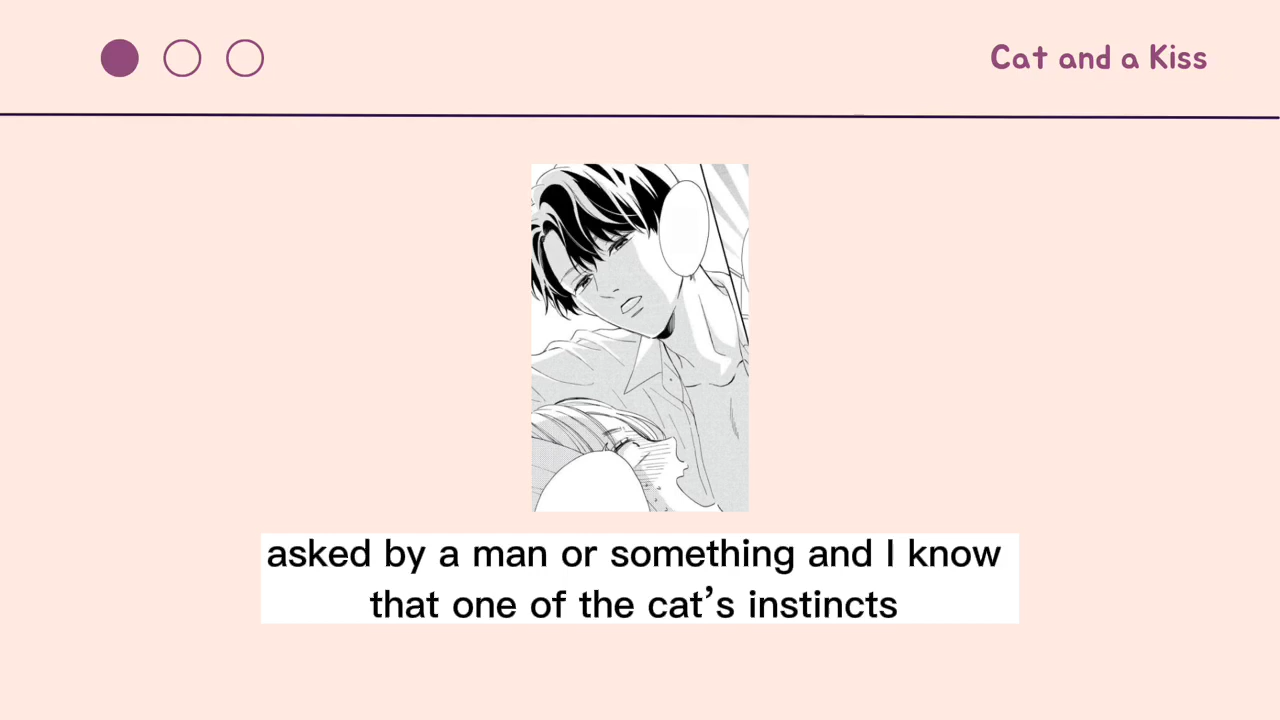 Cat and a Kiss
asked by a man or something and I know
that one of the cat’s instincts